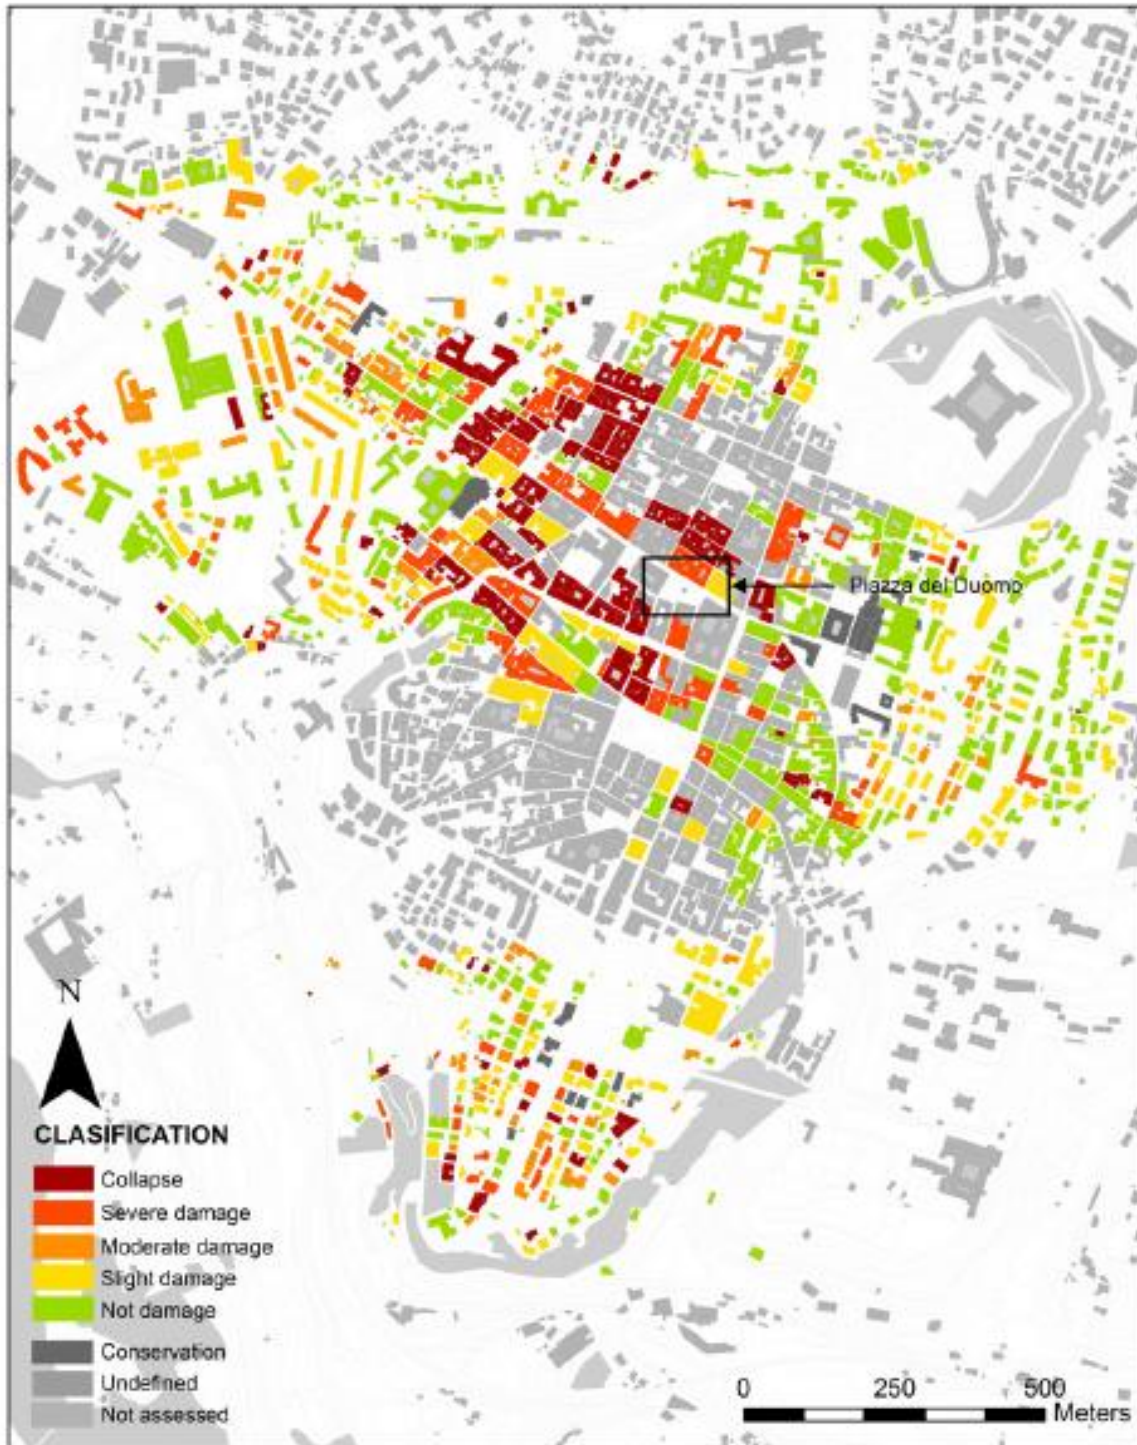 Piazza del Duomo
N
CLASIFICATION
Collapse
Severe damage
Moderate damage
Slight damage
Not damage
Conservation
Undefined
Not assessed
0 250 500
Meters